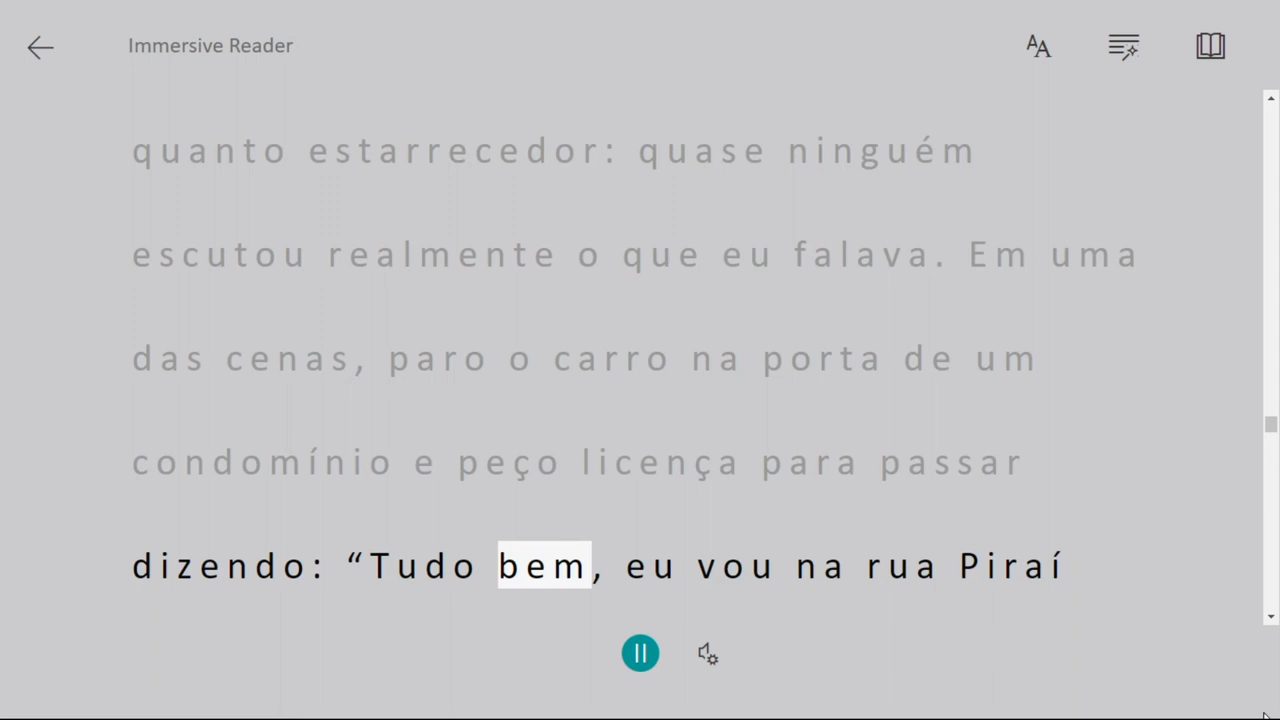 Immersive Reader
quanto estarrecedor: quase ninguém
escutou realmente o que eu falava. Em uma
das cenas, paro o carro na porta de um
condomínio e peço licença para passar
dizendo: “Tudo bem, eu vou na rua Piraí